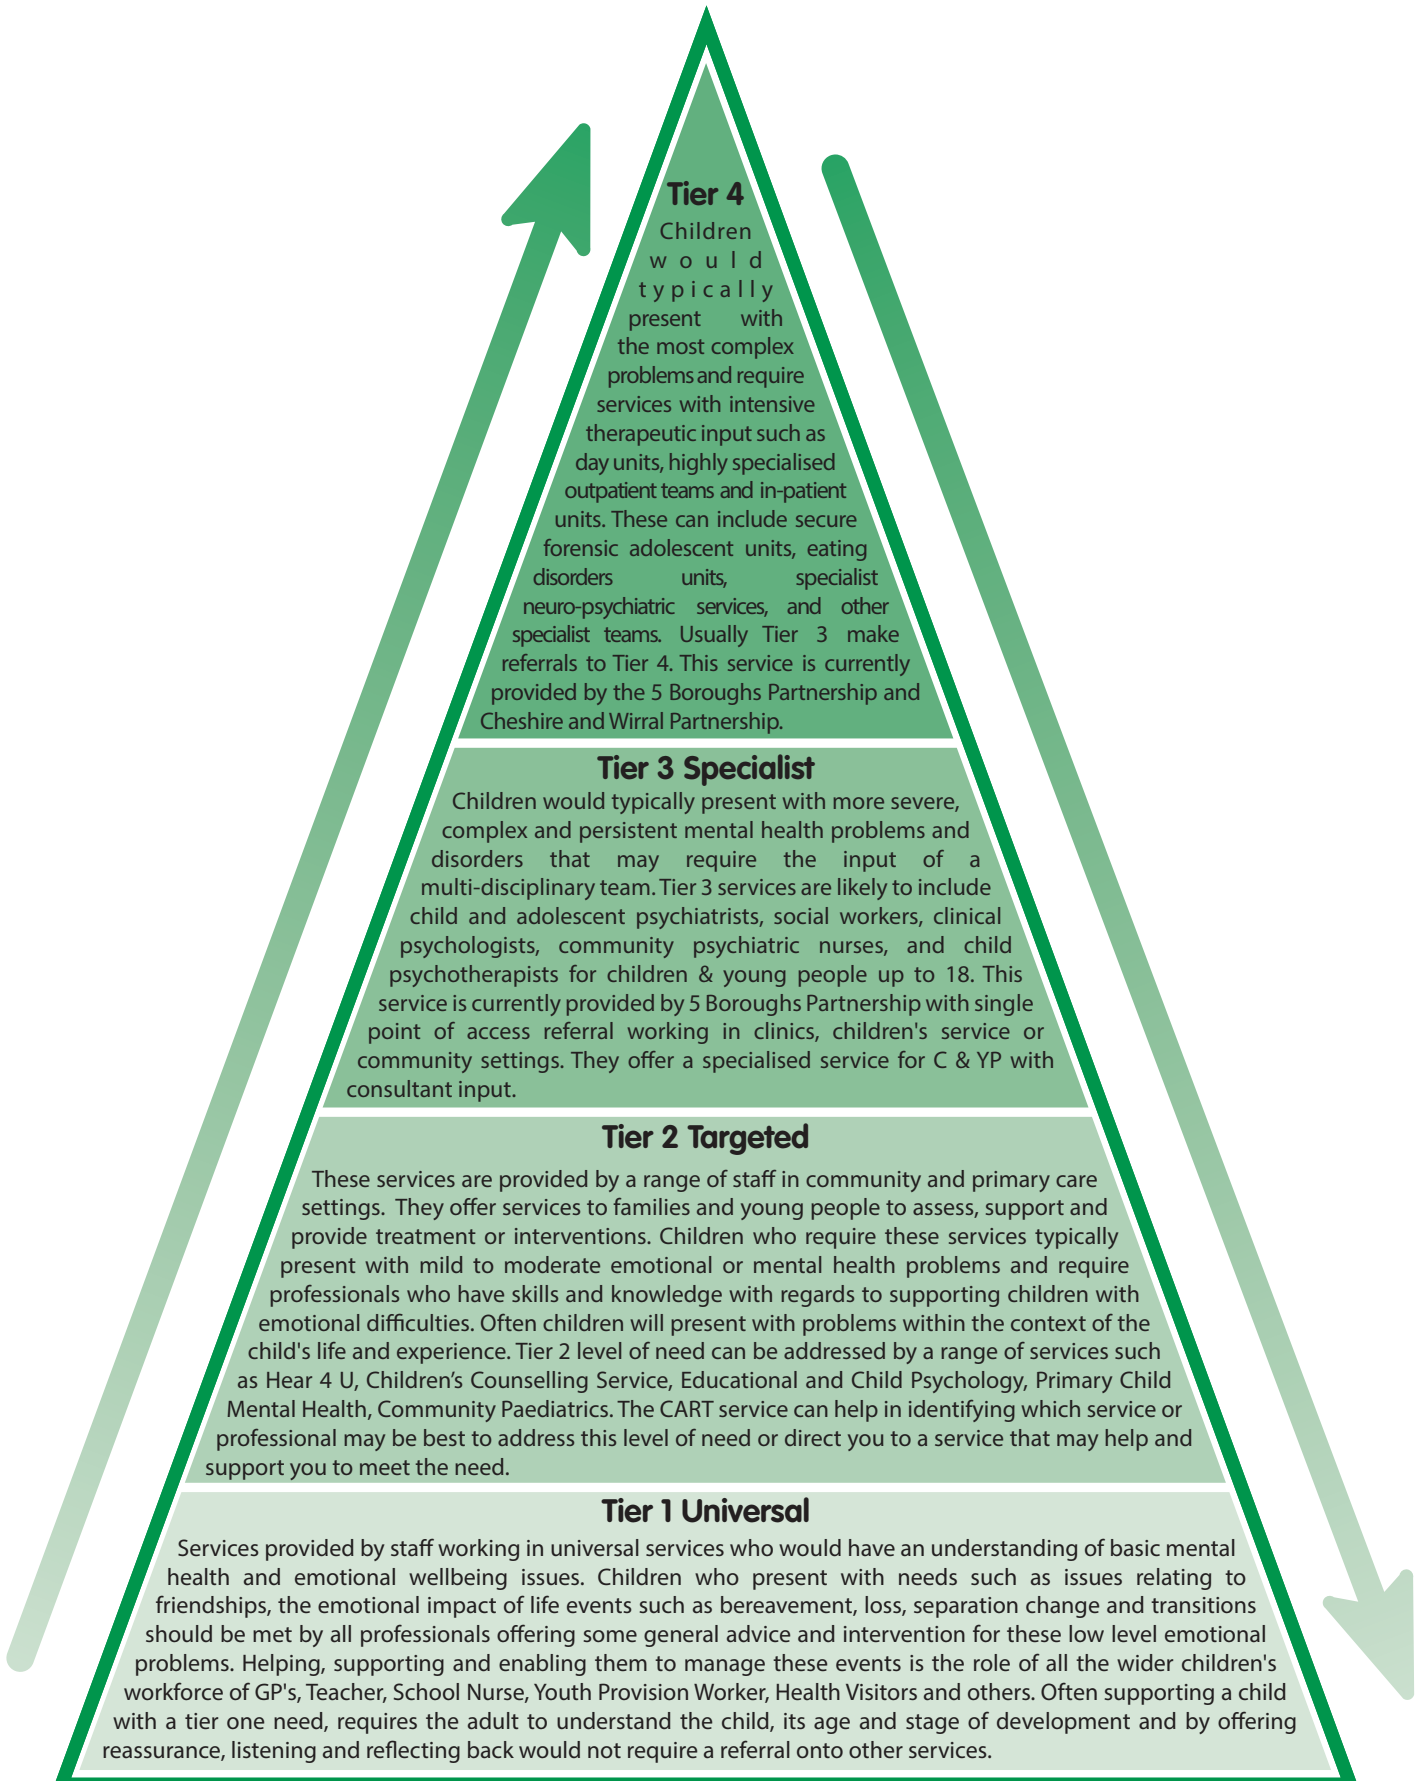 Tier 4
Children
would
typically
present with
the most complex
problems and require
services with intensive
therapeutic input such as
day units, highly specialised
outpatient teams and in-patient
units. These can include secure
forensic adolescent units, eating
disorders units, specialist
neuro-psychiatric services, and other
specialist teams. Usually Tier 3 make
referrals to Tier 4. This service is currently
provided by the 5 Boroughs Partnership and
Cheshire and Wirral Partnership.
Tier 3 Specialist
Children would typically present with more severe,
complex and persistent mental health problems and
disorders that may require the input of a
multi-disciplinary team. Tier 3 services are likely to include
child and adolescent psychiatrists, social workers, clinical
psychologists, community psychiatric nurses, and child
psychotherapists for children & young people up to 18. This
service is currently provided by 5 Boroughs Partnership with single
point of access referral working in clinics, children's service or
community settings. They offer a specialised service for C & YP with
consultant input.
Tier 2 Targeted
These services are provided by a range of staff in community and primary care
settings. They offer services to families and young people to assess, support and
provide treatment or interventions. Children who require these services typically
present with mild to moderate emotional or mental health problems and require
professionals who have skills and knowledge with regards to supporting children with
emotional difficulties. Often children will present with problems within the context of the
child's life and experience. Tier 2 level of need can be addressed by a range of services such
as Hear 4 U, Children’s Counselling Service, Educational and Child Psychology, Primary Child
Mental Health, Community Paediatrics. The CART service can help in identifying which service or
professional may be best to address this level of need or direct you to a service that may help and
support you to meet the need.
Tier 1 Universal
Services provided by staff working in universal services who would have an understanding of basic mental
health and emotional wellbeing issues. Children who present with needs such as issues relating to
friendships, the emotional impact of life events such as bereavement, loss, separation change and transitions
should be met by all professionals offering some general advice and intervention for these low level emotional
problems. Helping, supporting and enabling them to manage these events is the role of all the wider children's
workforce of GP's, Teacher, School Nurse, Youth Provision Worker, Health Visitors and others. Often supporting a child
with a tier one need, requires the adult to understand the child, its age and stage of development and by offering
reassurance, listening and reflecting back would not require a referral onto other services.